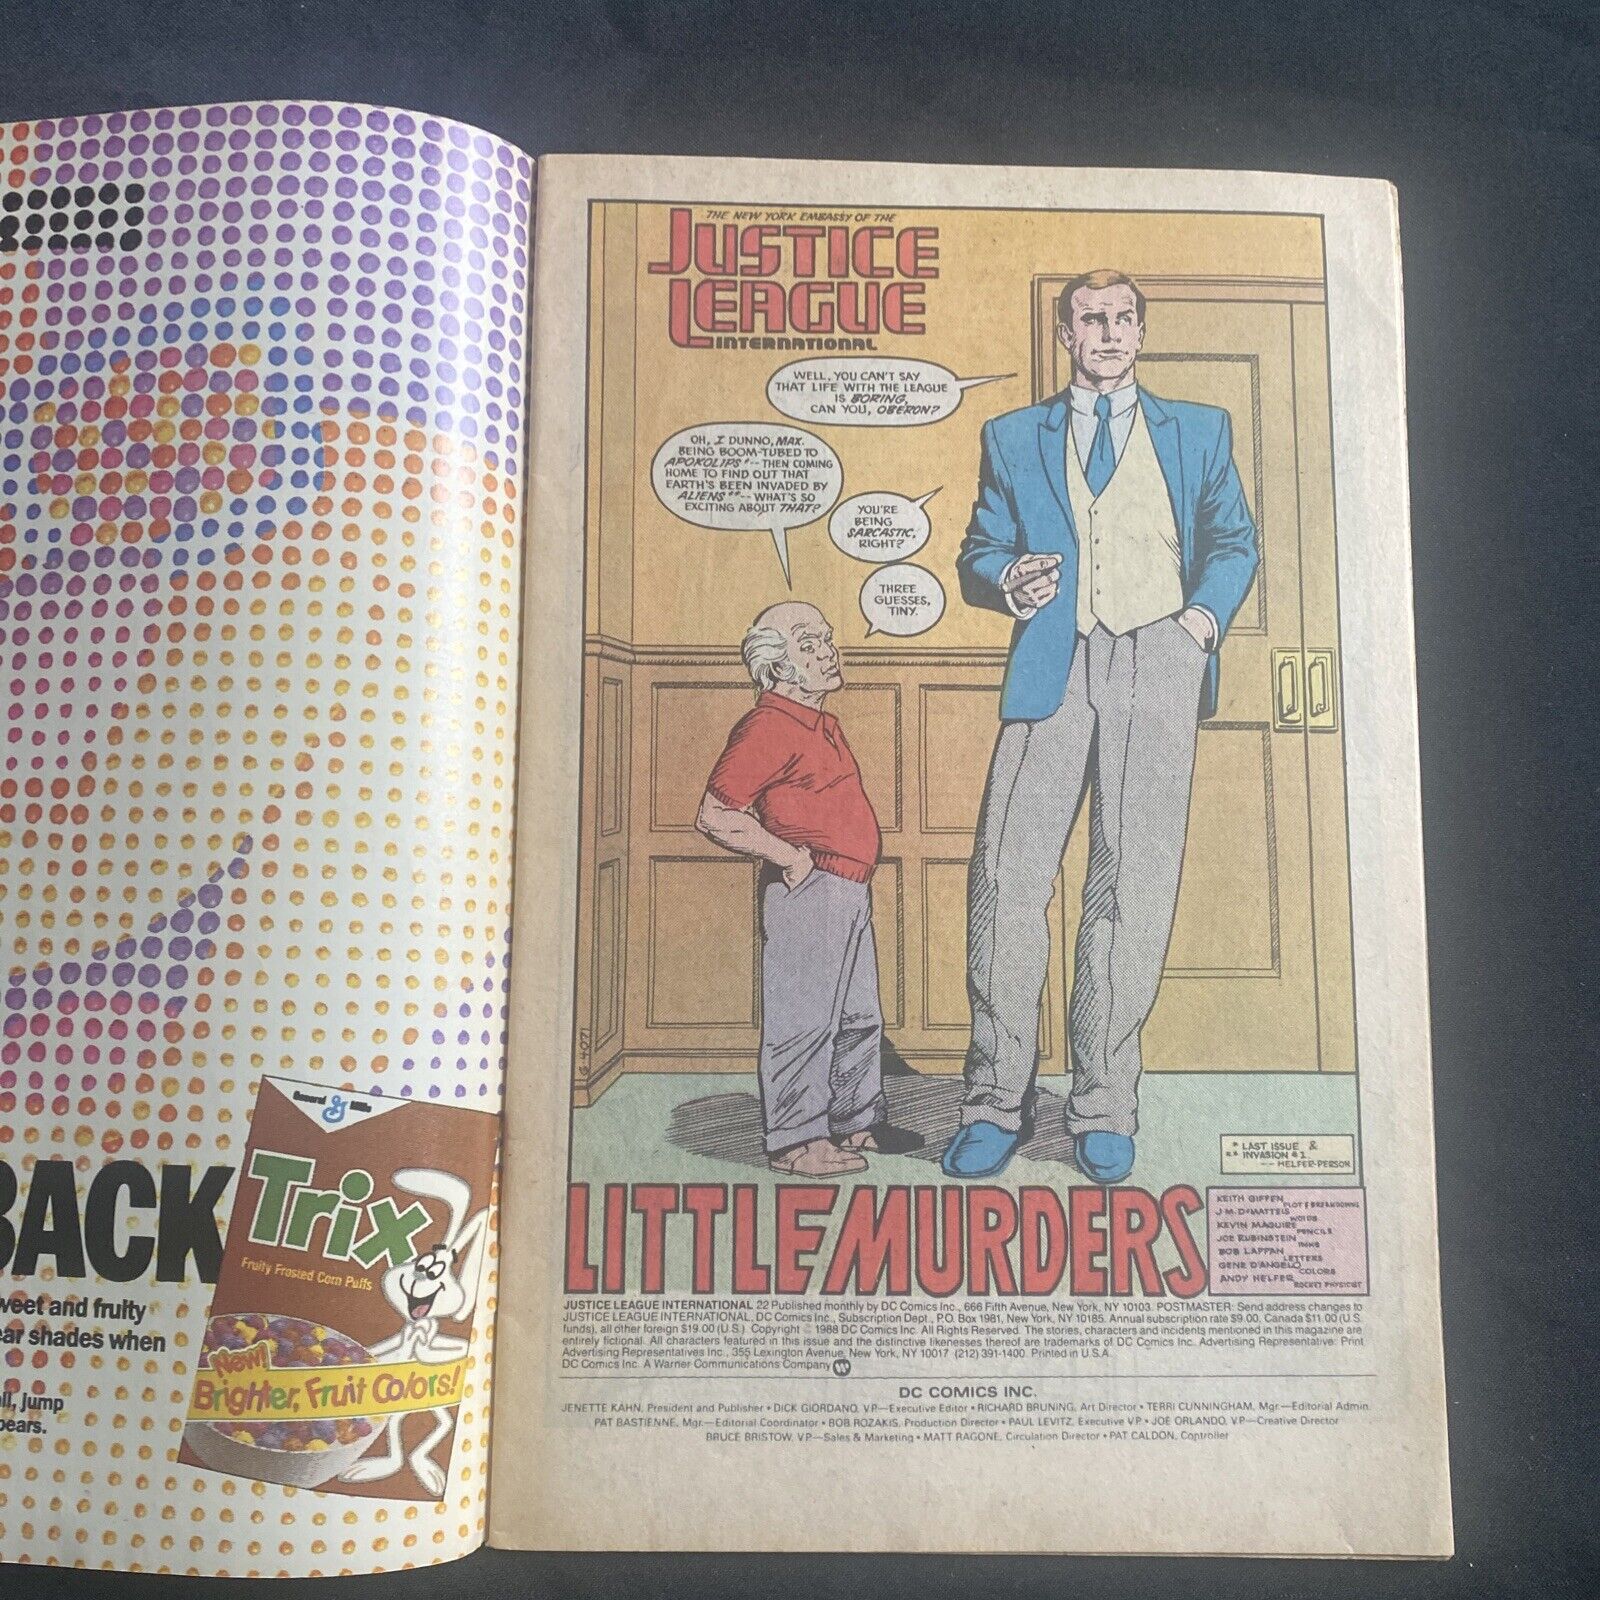 BACK
weet and fruity
ear shades when
ll, jump
bears.
General Mills
Trix
Fruity Frosted Corn Puffs
New!
Brighter, Fruit Colors!
THE NEW YORK EMBASSY OF THE
JUSTICE
LEAGUE
INTERNATIONAL
WELL, YOU CAN'T SAY
THAT LIFE WITH THE LEAGUE
IS BORING,
CAN YOU, OBERON?
OH, I DUNNO, MAX.
BEING BOOM-TUBED TO
APOKOLIPS*--THEN COMING
HOME TO FIND OUT THAT
EARTH'S BEEN INVADED BY
ALIENS**--WHAT'S SO
EXCITING ABOUT THAT?
YOU'RE
BEING
SARCASTIC,
RIGHT?
THREE
GUESSES,
TINY.
G-4071
* LAST ISSUE &
** INVASION #1
-- HELFER-PERSON
LITTLE MURDERS
KEITH GIFFEN PLOT & BREAKDOWNS
J.M. DeMATTEIS WORDS
KEVIN MAGUIRE PENCILS
JOE RUBINSTEIN INKS
BOB LAPPAN LETTERS
GENE D'ANGELO COLORS
ANDY HELFER ROCKET PHYSICIST
JUSTICE LEAGUE INTERNATIONAL 22 Published monthly by DC Comics Inc., 666 Fifth Avenue, New York, NY 10103. POSTMASTER: Send address changes to
JUSTICE LEAGUE INTERNATIONAL, DC Comics Inc., Subscription Dept., P.O. Box 1981, New York, NY 10185. Annual subscription rate $9.00. Canada $11.00 (U.S.
funds), all other foreign $19.00 (U.S.) Copyright © 1988 DC Comics Inc. All Rights Reserved. The stories, characters and incidents mentioned in this magazine are
entirely fictional. All characters featured in this issue and the distinctive likenesses thereof are trademarks of DC Comics Inc. Advertising Representative: Print
Advertising Representatives Inc., 355 Lexington Avenue, New York, NY 10017 (212) 391-1400. Printed in U.S.A.
DC Comics Inc. A Warner Communications Company
DC COMICS INC.
JENETTE KAHN, President and Publisher • DICK GIORDANO, V.P.—Executive Editor • RICHARD BRUNING, Art Director • TERRI CUNNINGHAM, Mgr.—Editorial Admin.
PAT BASTIENNE, Mgr.—Editorial Coordinator • BOB ROZAKIS, Production Director • PAUL LEVITZ, Executive V.P. • JOE ORLANDO, V.P.—Creative Director
BRUCE BRISTOW, V.P.—Sales & Marketing • MATT RAGONE, Circulation Director • PAT CALDON, Controller